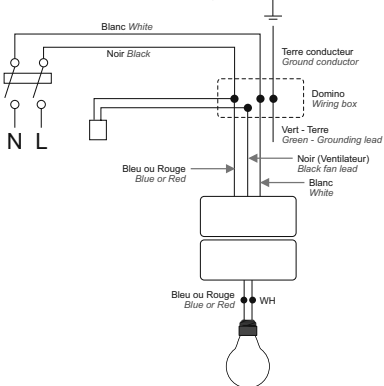 Blanc White
Noir Black
Terre conducteur
Ground conductor
Domino
Wiring box
N L
Vert - Terre
Green - Grounding lead
Noir (Ventilateur)
Black fan lead
Bleu ou Rouge
Blue or Red
Blanc
White
Bleu ou Rouge
Blue or Red
WH